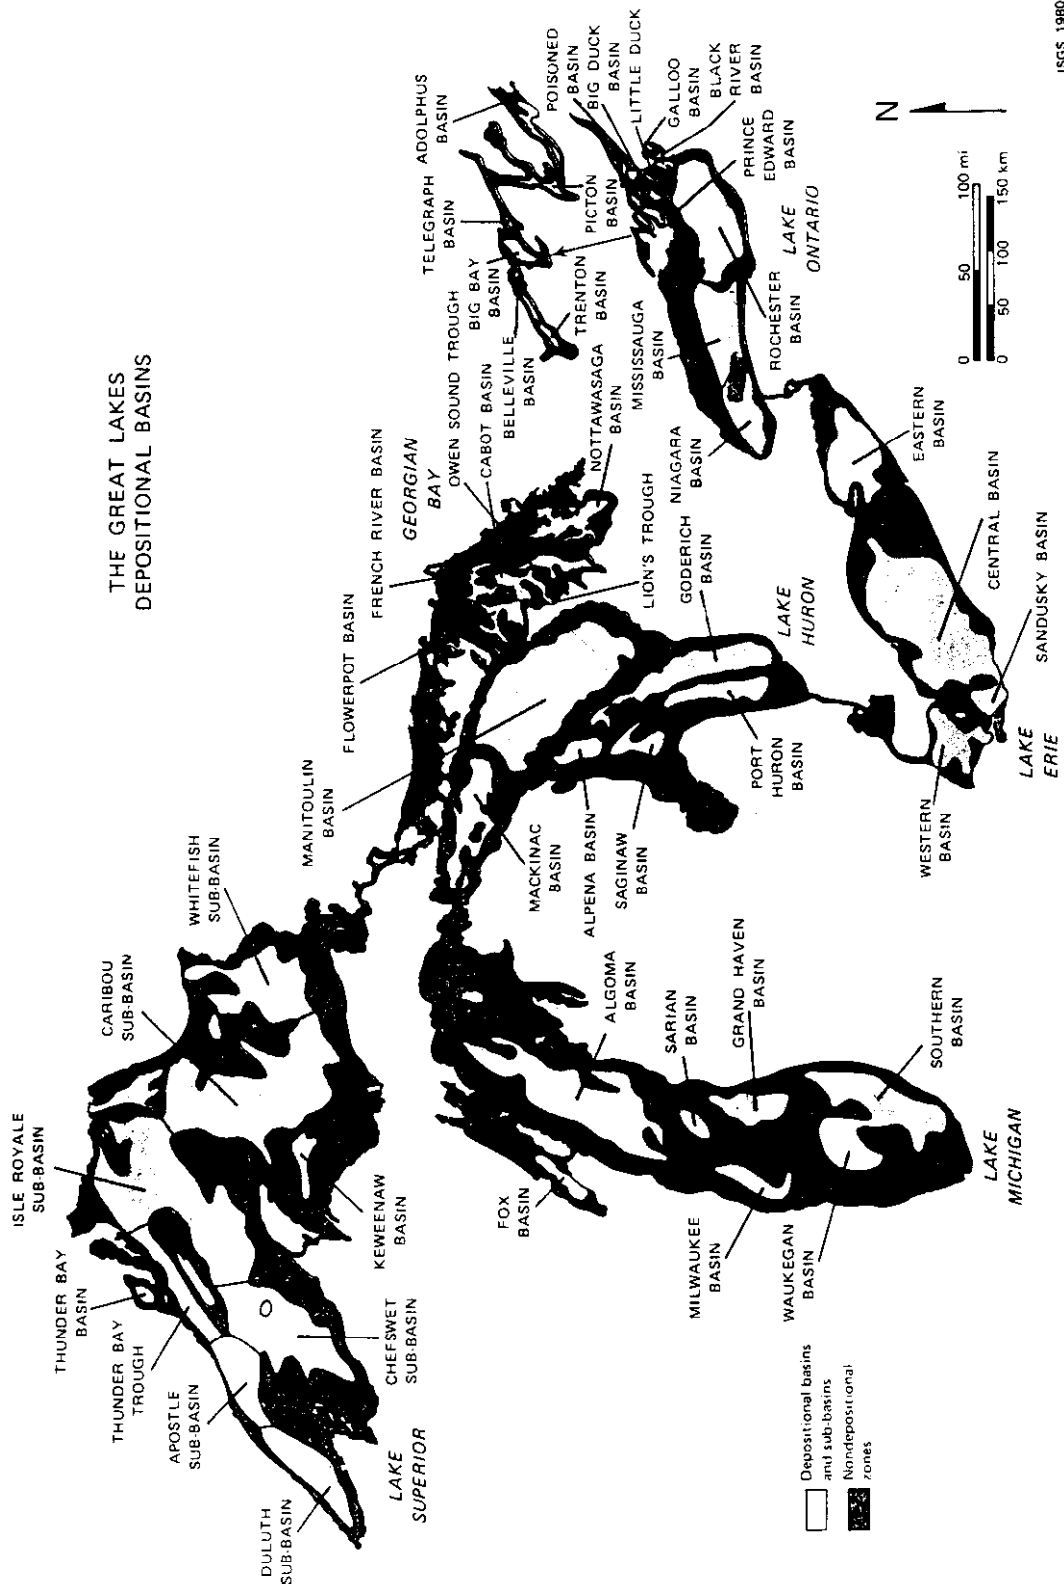 THE GREAT LAKES
DEPOSITIONAL BASINS
ISLE ROYALE
SUB-BASIN
THUNDER BAY
BASIN
THUNDER BAY
TROUGH
APOSTLE
SUB-BASIN
DULUTH
SUB-BASIN
LAKE
SUPERIOR
CHEFSWET
SUB-BASIN
KEWEENAW
BASIN
CARIBOU
SUB-BASIN
WHITEFISH
SUB-BASIN
MANITOULIN
BASIN
FLOWERPOT BASIN
FRENCH RIVER BASIN
GEORGIAN
BAY
OWEN SOUND TROUGH
CABOT BASIN
NOTTAWASAGA
BASIN
LION'S TROUGH
GODERICH
BASIN
LAKE
HURON
MACKINAC
BASIN
ALPENA BASIN
SAGINAW
BASIN
PORT
HURON
BASIN
FOX
BASIN
ALGOMA
BASIN
SARIAN
BASIN
GRAND HAVEN
BASIN
SOUTHERN
BASIN
MILWAUKEE
BASIN
WAUKEGAN
BASIN
LAKE
MICHIGAN
WESTERN
BASIN
LAKE
ERIE
SANDUSKY BASIN
CENTRAL BASIN
EASTERN
BASIN
TELEGRAPH
BASIN
ADOLPHUS
BASIN
BIG BAY
BASIN
BELLEVILLE
BASIN
TRENTON
BASIN
PICTON
BASIN
POISONED
BASIN
BIG DUCK
BASIN
LITTLE DUCK
GALLOO
BASIN
BLACK
RIVER
BASIN
PRINCE
EDWARD
BASIN
LAKE
ONTARIO
ROCHESTER
BASIN
MISSISSAUGA
BASIN
NIAGARA
BASIN
N
0 50 100 mi
0 50 100 150 km
Depositional basins
and sub-basins
Nondepositional
zones
ISGS 1980